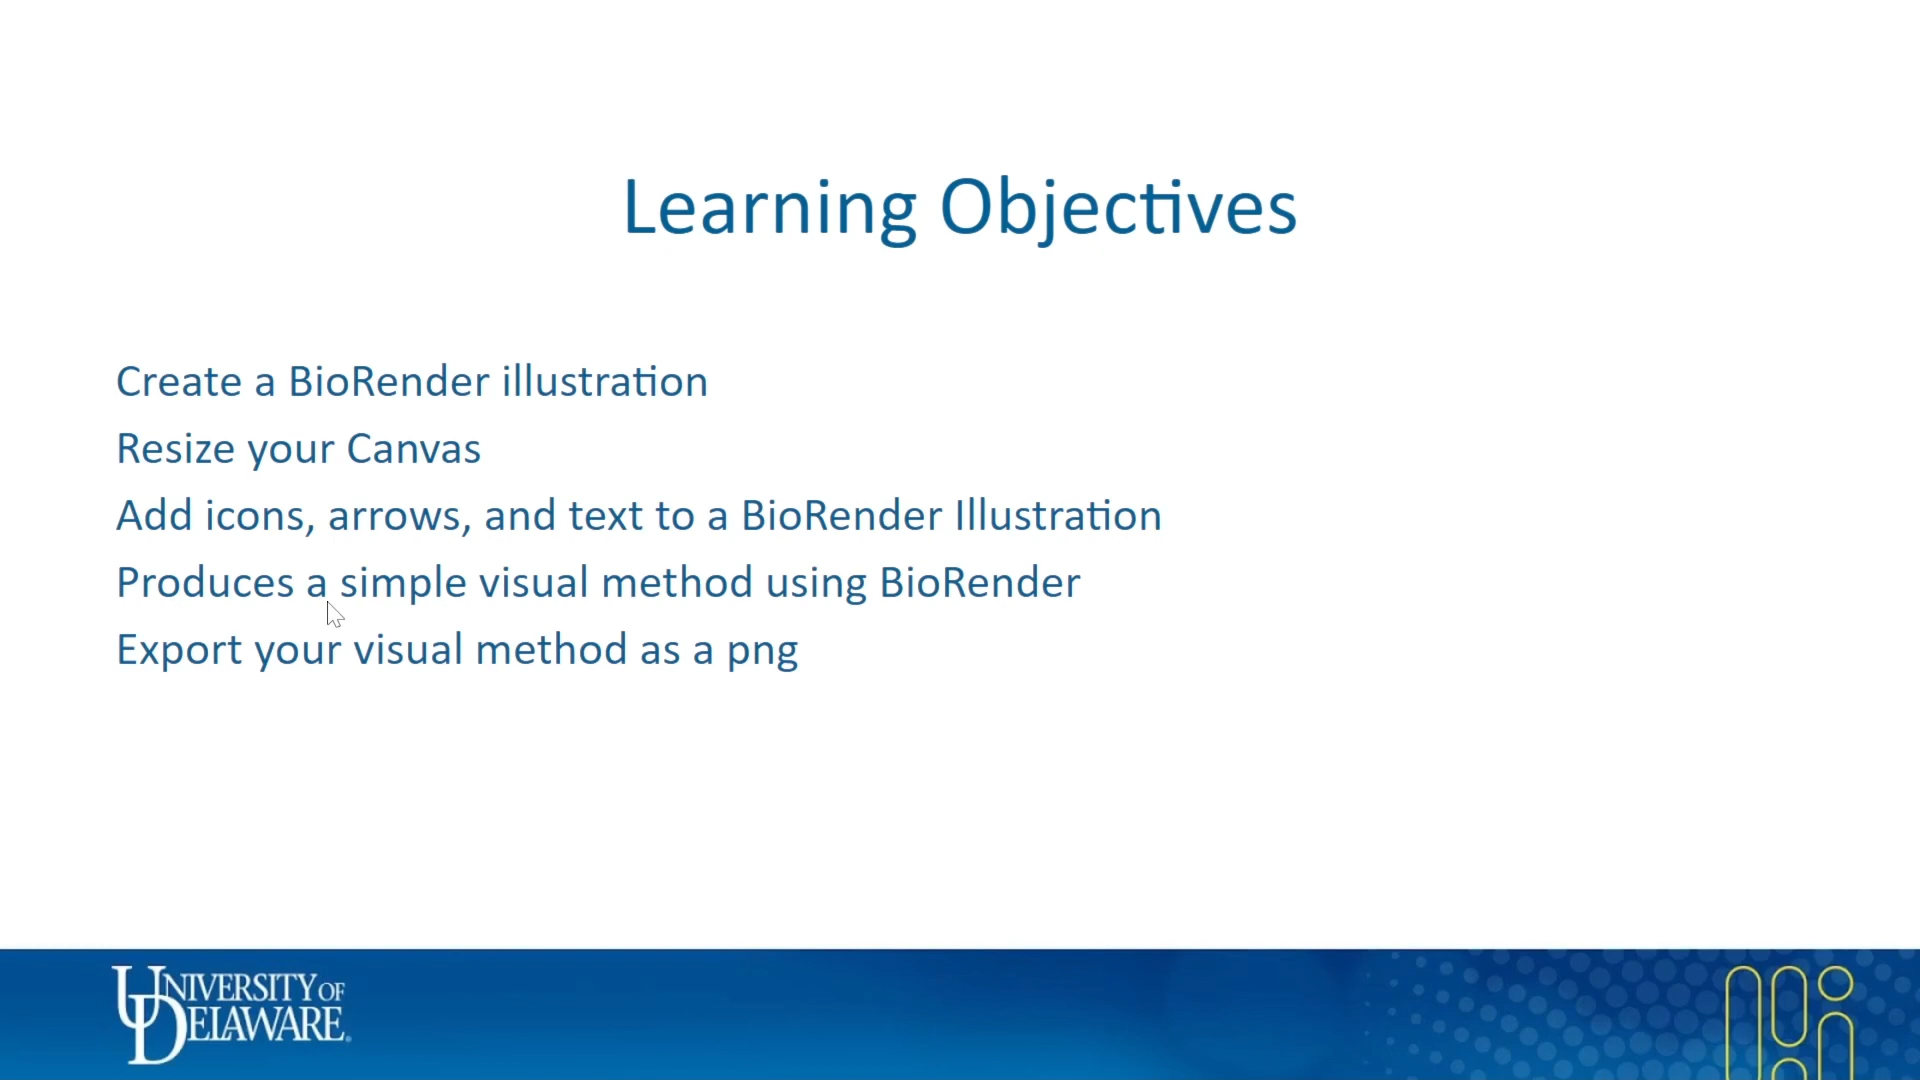 Learning Objectives
Create a BioRender illustration
Resize your Canvas
Add icons, arrows, and text to a BioRender Illustration
Produces a simple visual method using BioRender
Export your visual method as a png
UNIVERSITY OF
DELAWARE